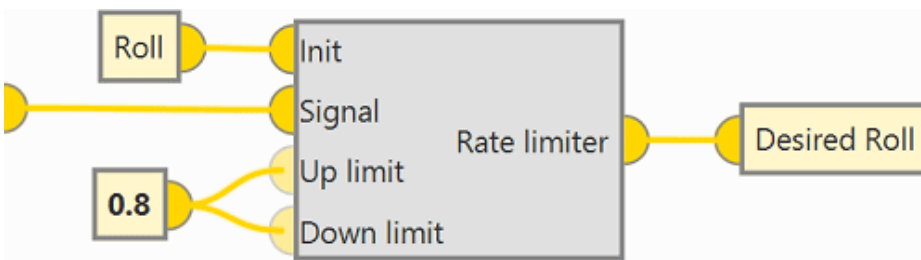 Roll
Init
Signal
Rate limiter
Desired Roll
Up limit
0.8
Down limit